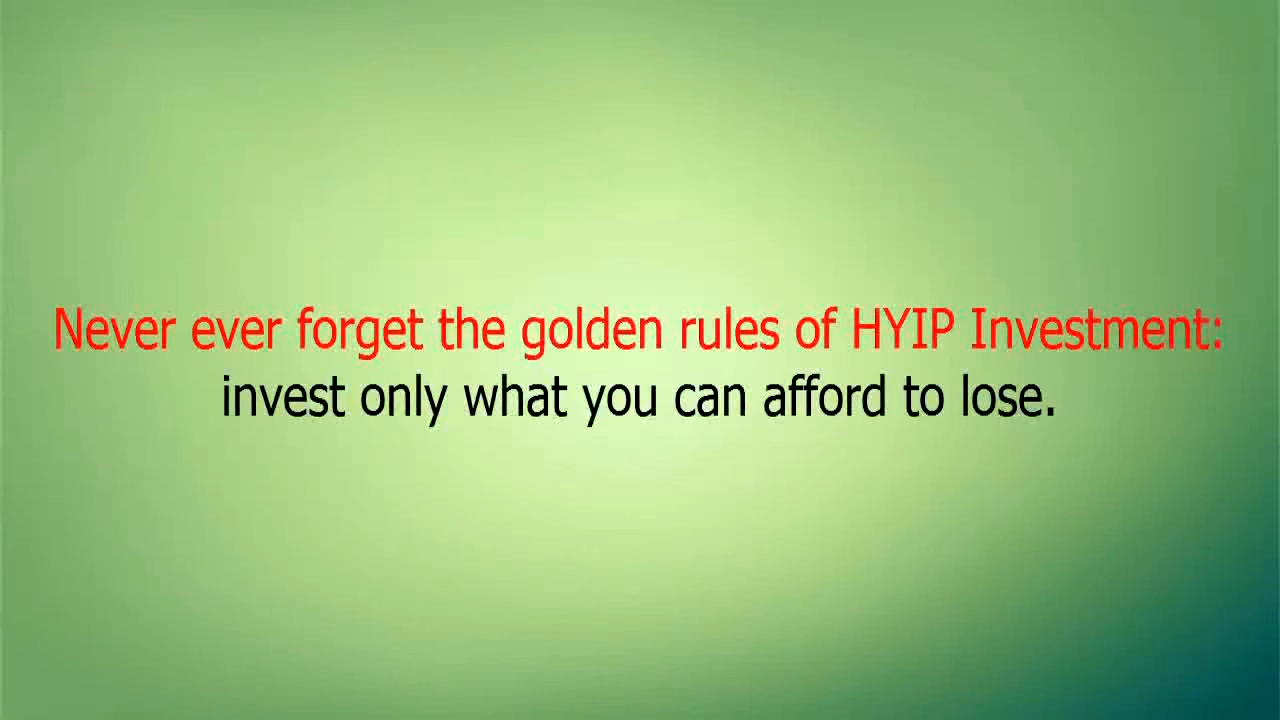 Never ever forget the golden rules of HYIP Investment:
invest only what you can afford to lose.